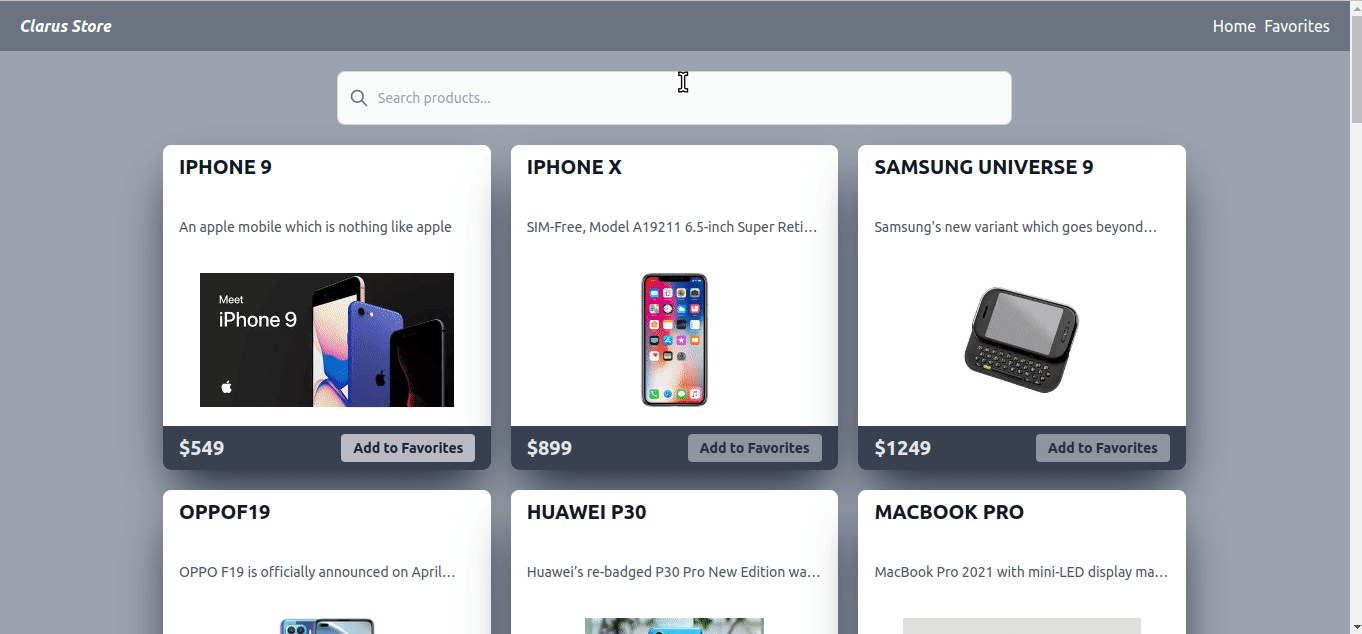 Clarus Store
Home Favorites
Search products...
IPHONE 9
An apple mobile which is nothing like apple
Meet
iPhone 9
$549
Add to Favorites
IPHONE X
SIM-Free, Model A19211 6.5-inch Super Reti...
$899
Add to Favorites
SAMSUNG UNIVERSE 9
Samsung's new variant which goes beyond...
$1249
Add to Favorites
OPPOF19
OPPO F19 is officially announced on April...
HUAWEI P30
Huawei’s re-badged P30 Pro New Edition wa...
MACBOOK PRO
MacBook Pro 2021 with mini-LED display ma...